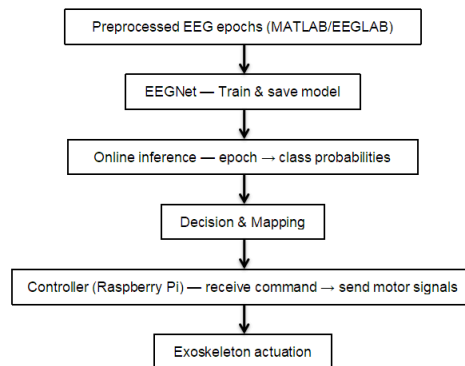 Preprocessed EEG epochs (MATLAB/EEGLAB)
EEGNet — Train & save model
Online inference — epoch → class probabilities
Decision & Mapping
Controller (Raspberry Pi) — receive command → send motor signals
Exoskeleton actuation